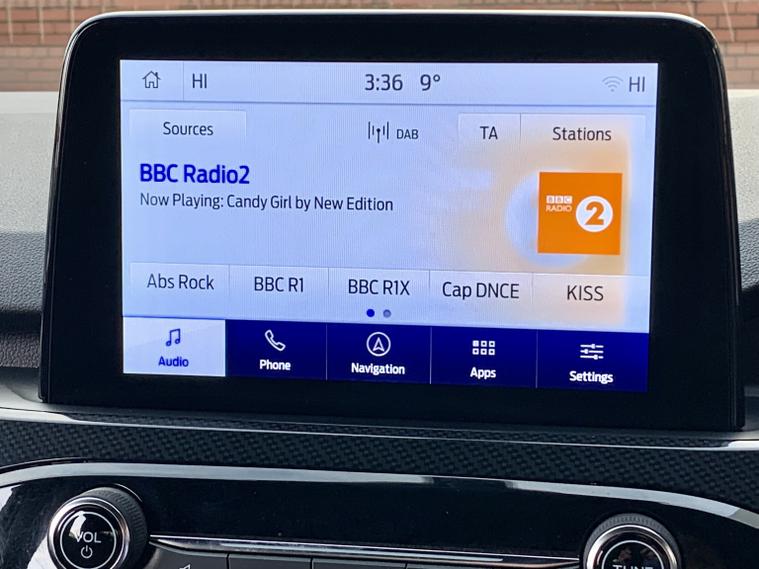 HI 3:36 9° HI
Sources DAB TA Stations
BBC Radio2
Now Playing: Candy Girl by New Edition
BBC
RADIO 2
Abs Rock BBC R1 BBC R1X Cap DNCE KISS
Audio Phone Navigation Apps Settings
VOL TUNE